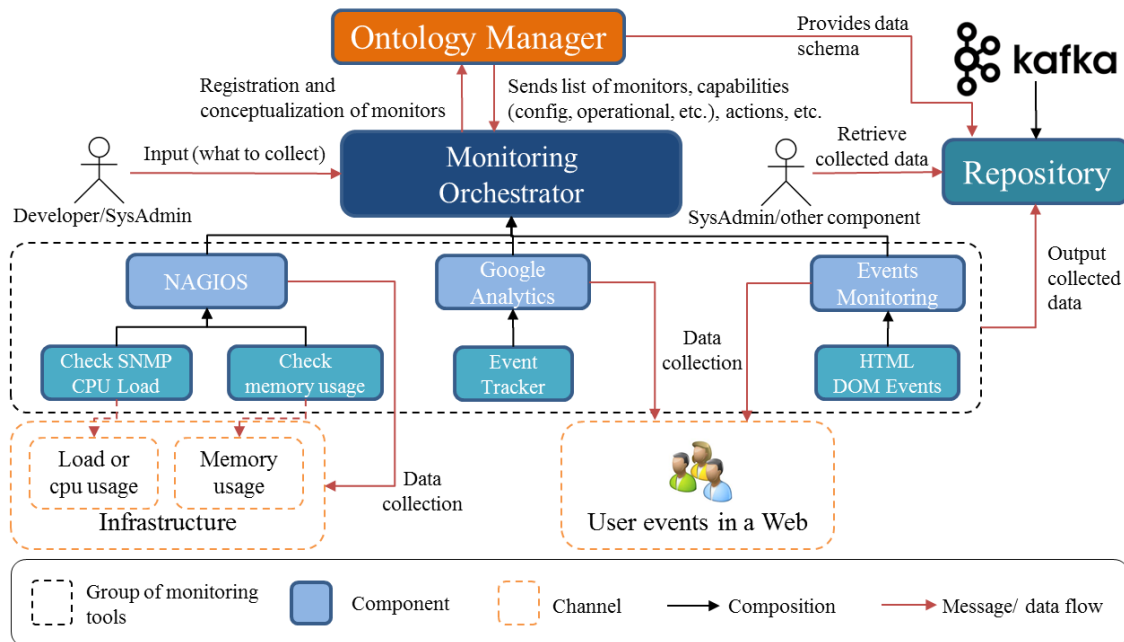 Ontology Manager
Provides data
schema
kafka
Registration and
conceptualization of monitors
Sends list of monitors, capabilities
(config, operational, etc.), actions, etc.
Input (what to collect)
Monitoring
Orchestrator
Retrieve
collected data
Repository
Developer/SysAdmin
SysAdmin/other component
NAGIOS
Google
Analytics
Events
Monitoring
Output
collected
data
Check SNMP
CPU Load
Check
memory usage
Event
Tracker
Data
collection
HTML
DOM Events
Load or
cpu usage
Memory
usage
Infrastructure
Data
collection
User events in a Web
Group of monitoring
tools
Component
Channel
Composition
Message/ data flow